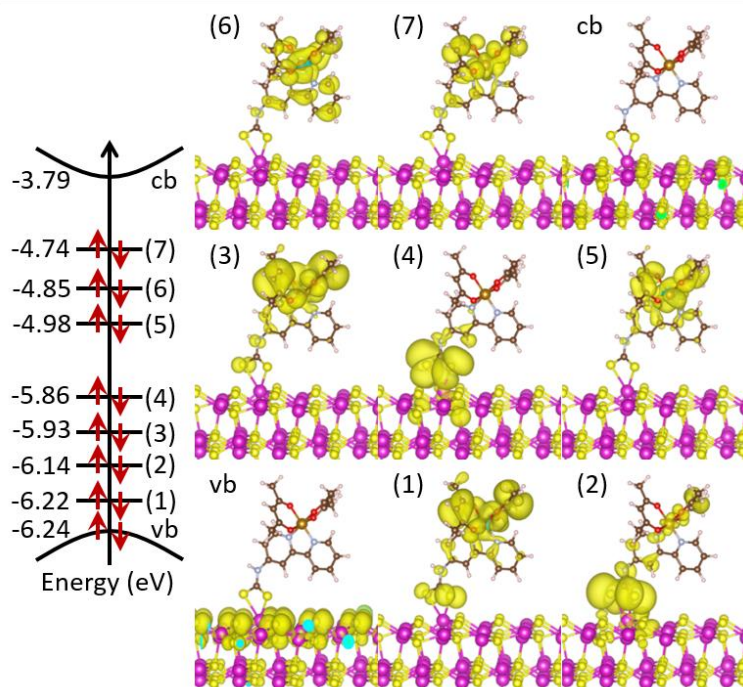 -3.79 cb
-4.74 (7)
-4.85 (6)
-4.98 (5)
-5.86 (4)
-5.93 (3)
-6.14 (2)
-6.22 (1)
-6.24 vb
Energy (eV)
(6) (7) cb
(3) (4) (5)
vb (1) (2)